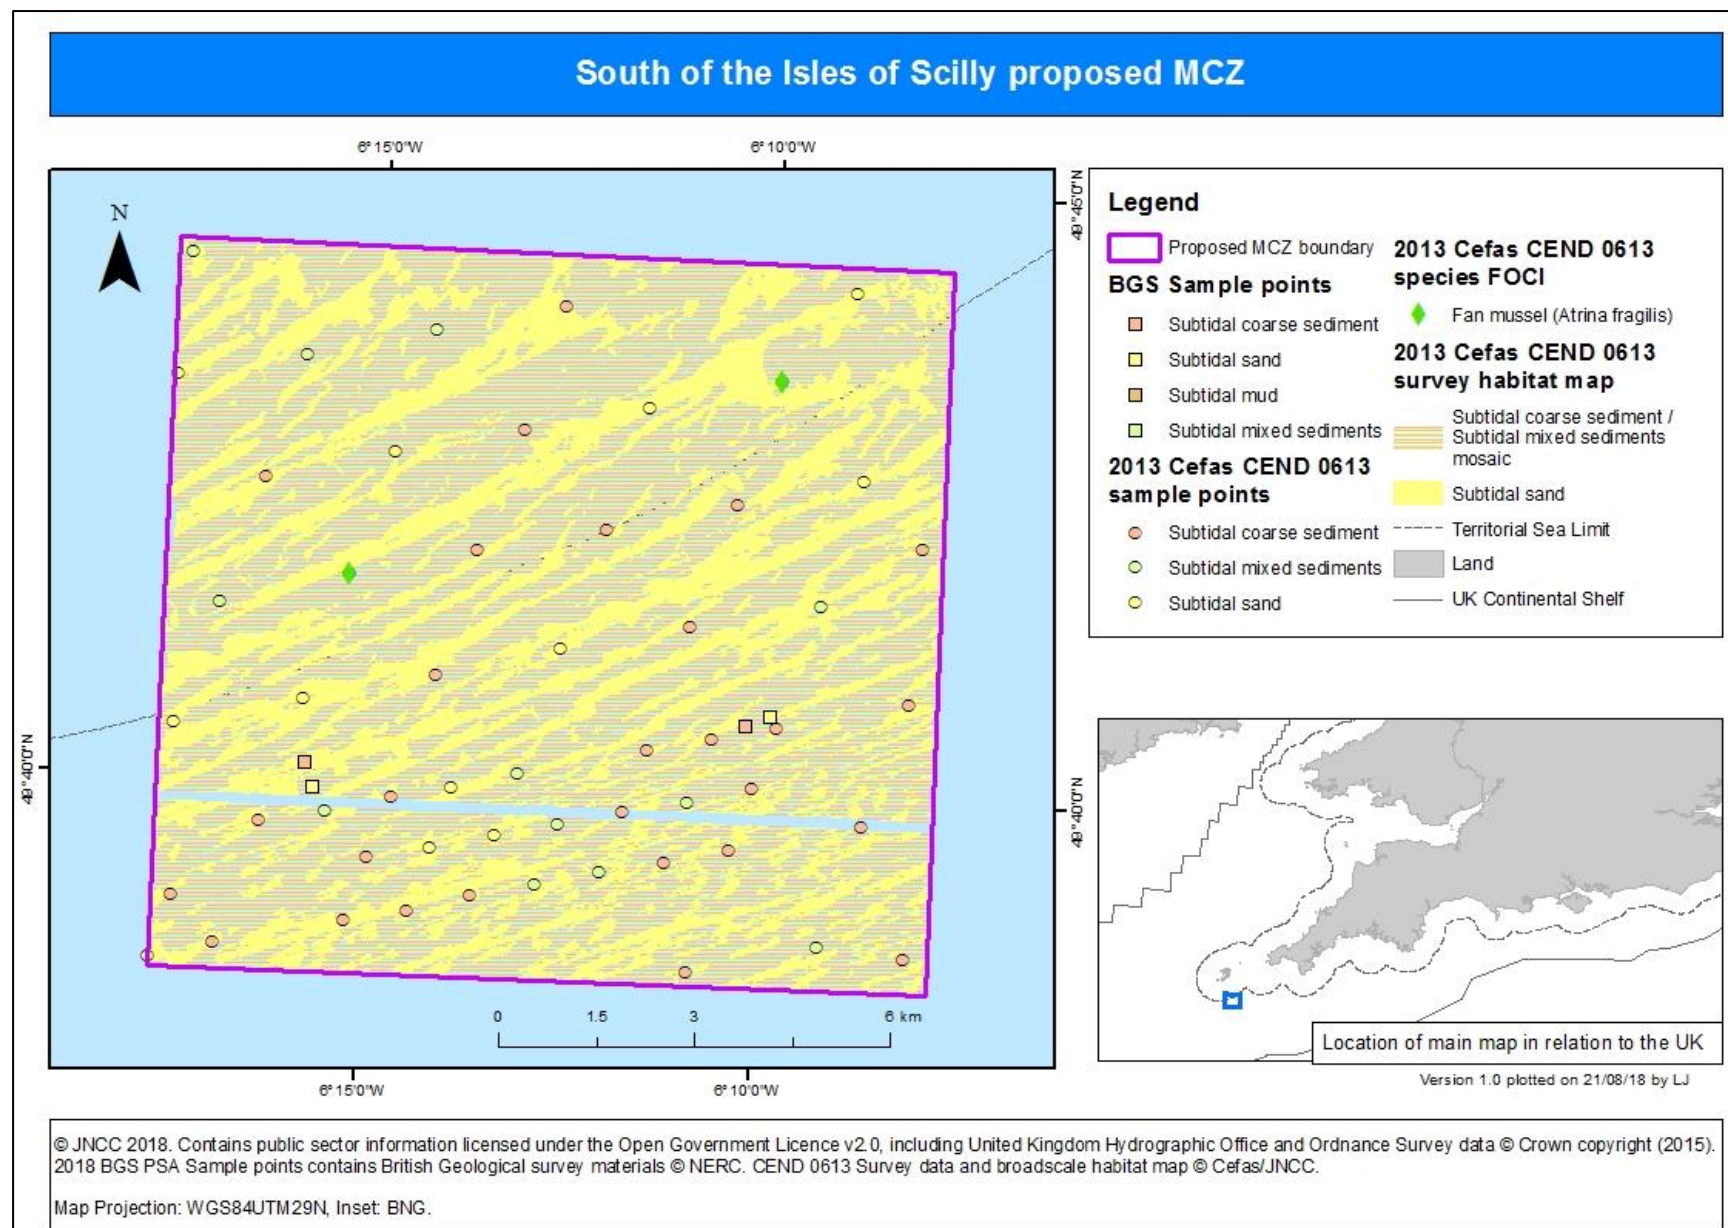 South of the Isles of Scilly proposed MCZ
6°15'0"W
6°10'0"W
N
49°45'0"N
49°40'0"N
49°40'0"N
0 1.5 3 6 km
6°15'0"W
6°10'0"W
Legend
Proposed MCZ boundary
BGS Sample points
Subtidal coarse sediment
Subtidal sand
Subtidal mud
Subtidal mixed sediments
2013 Cefas CEND 0613
sample points
Subtidal coarse sediment
Subtidal mixed sediments
Subtidal sand
2013 Cefas CEND 0613
species FOCI
Fan mussel (Atrina fragilis)
2013 Cefas CEND 0613
survey habitat map
Subtidal coarse sediment /
Subtidal mixed sediments
mosaic
Subtidal sand
Territorial Sea Limit
Land
UK Continental Shelf
Location of main map in relation to the UK
Version 1.0 plotted on 21/08/18 by LJ
© JNCC 2018. Contains public sector information licensed under the Open Government Licence v2.0, including United Kingdom Hydrographic Office and Ordnance Survey data © Crown copyright (2015).
2018 BGS PSA Sample points contains British Geological survey materials © NERC. CEND 0613 Survey data and broadscale habitat map © Cefas/JNCC.
Map Projection: WGS84UTM29N, Inset: BNG.